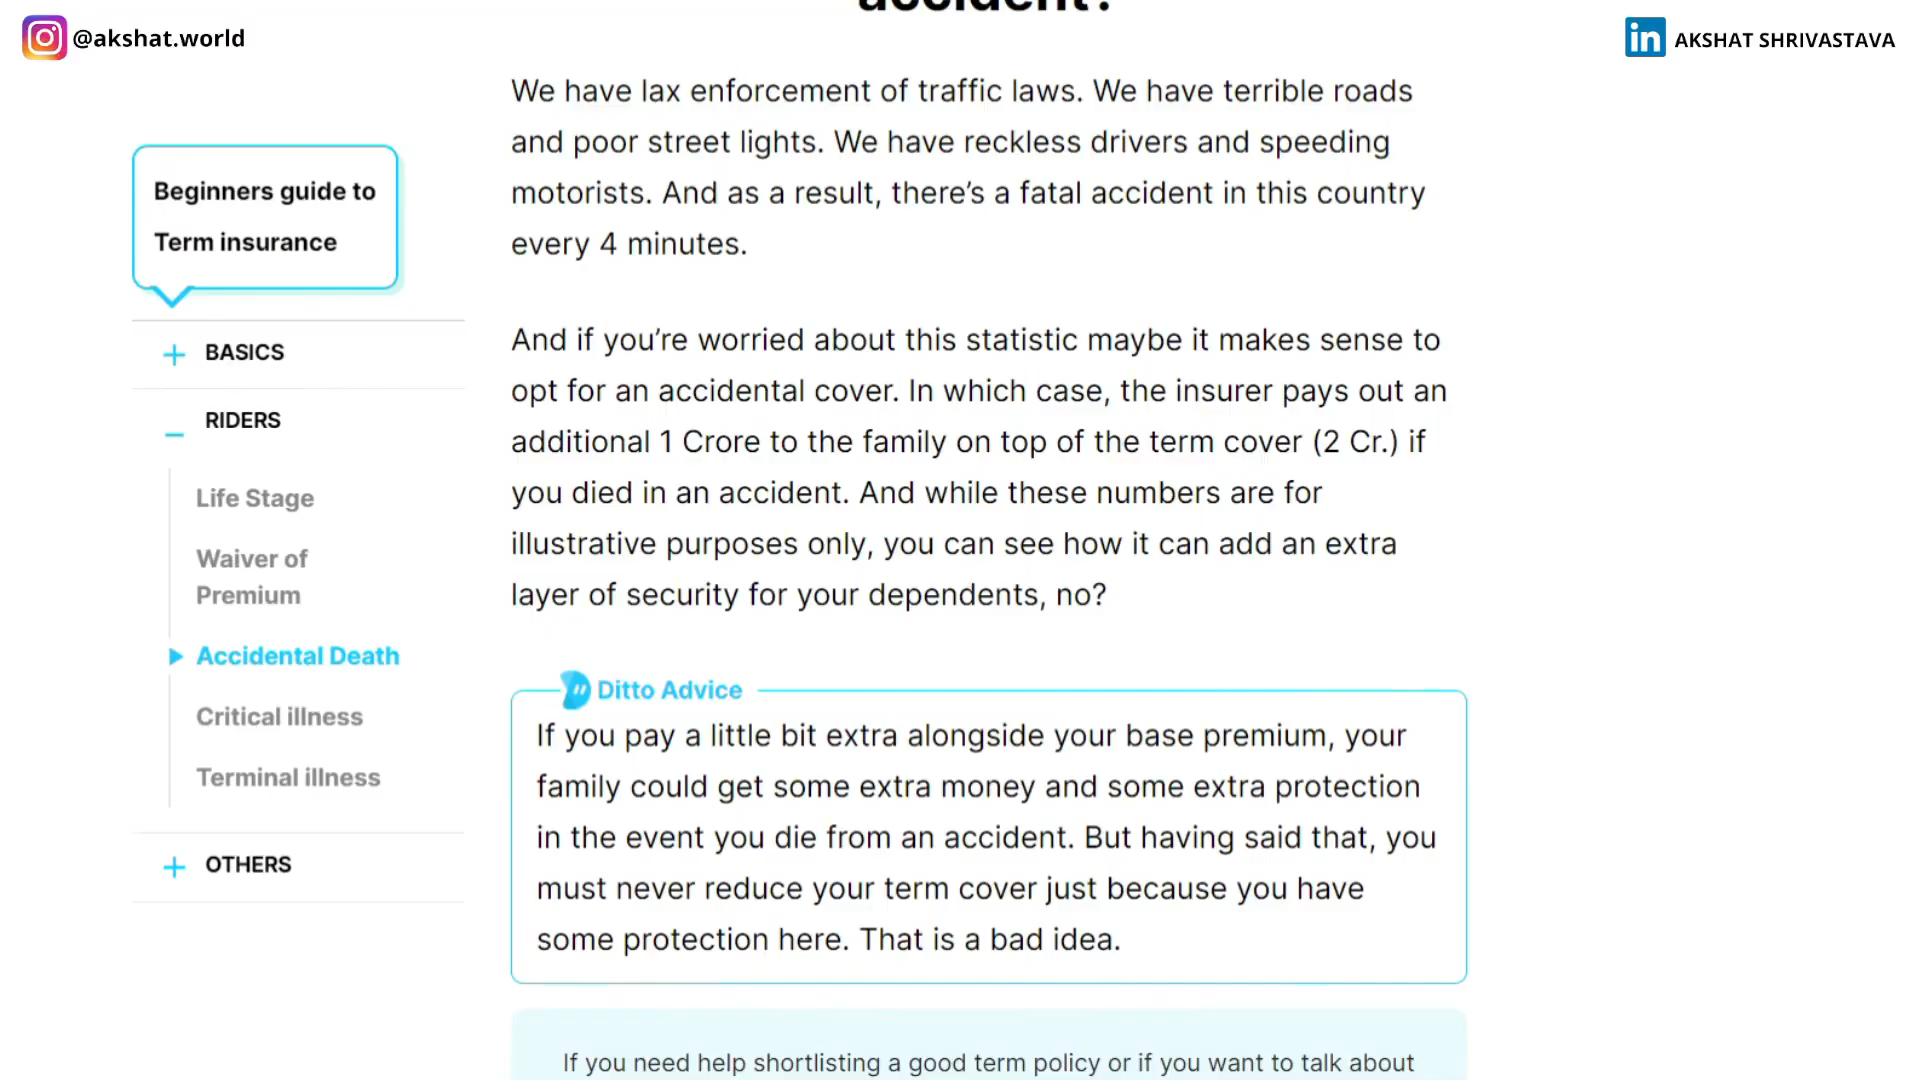 accident?
@akshat.world
AKSHAT SHRIVASTAVA
Beginners guide to
Term insurance
BASICS
RIDERS
Life Stage
Waiver of
Premium
Accidental Death
Critical illness
Terminal illness
OTHERS
We have lax enforcement of traffic laws. We have terrible roads
and poor street lights. We have reckless drivers and speeding
motorists. And as a result, there’s a fatal accident in this country
every 4 minutes.
And if you’re worried about this statistic maybe it makes sense to
opt for an accidental cover. In which case, the insurer pays out an
additional 1 Crore to the family on top of the term cover (2 Cr.) if
you died in an accident. And while these numbers are for
illustrative purposes only, you can see how it can add an extra
layer of security for your dependents, no?
Ditto Advice
If you pay a little bit extra alongside your base premium, your
family could get some extra money and some extra protection
in the event you die from an accident. But having said that, you
must never reduce your term cover just because you have
some protection here. That is a bad idea.
If you need help shortlisting a good term policy or if you want to talk about